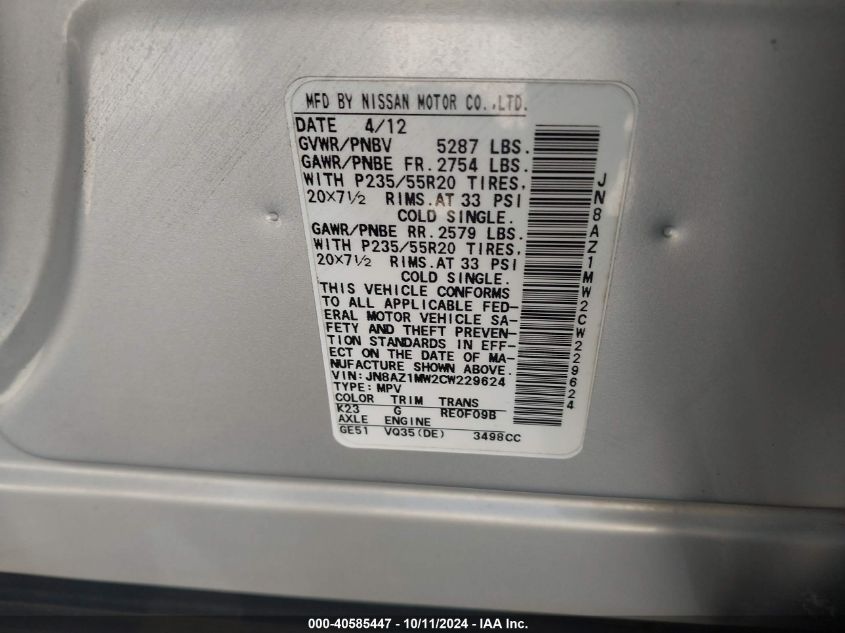 MFD BY NISSAN MOTOR CO.,LTD.
DATE 4/12
GVWR/PNBV 5287 LBS.
GAWR/PNBE FR. 2754 LBS.
WITH P235/55R20 TIRES,
20×7½ RIMS.AT 33 PSI
COLD SINGLE.
GAWR/PNBE RR. 2579 LBS.
WITH P235/55R20 TIRES,
20×7½ RIMS.AT 33 PSI
COLD SINGLE.
THIS VEHICLE CONFORMS
TO ALL APPLICABLE FED-
ERAL MOTOR VEHICLE SA-
FETY AND THEFT PREVEN-
TION STANDARDS IN EFF-
ECT ON THE DATE OF MA-
NUFACTURE SHOWN ABOVE.
VIN:JN8AZ1MW2CW229624
TYPE:MPV
COLOR TRIM TRANS
K23 G RE0F09B
AXLE ENGINE
GE51 VQ35(DE) 3498CC
JN8AZ1MW2CW229624
000-40585447 - 10/11/2024 - IAA Inc.